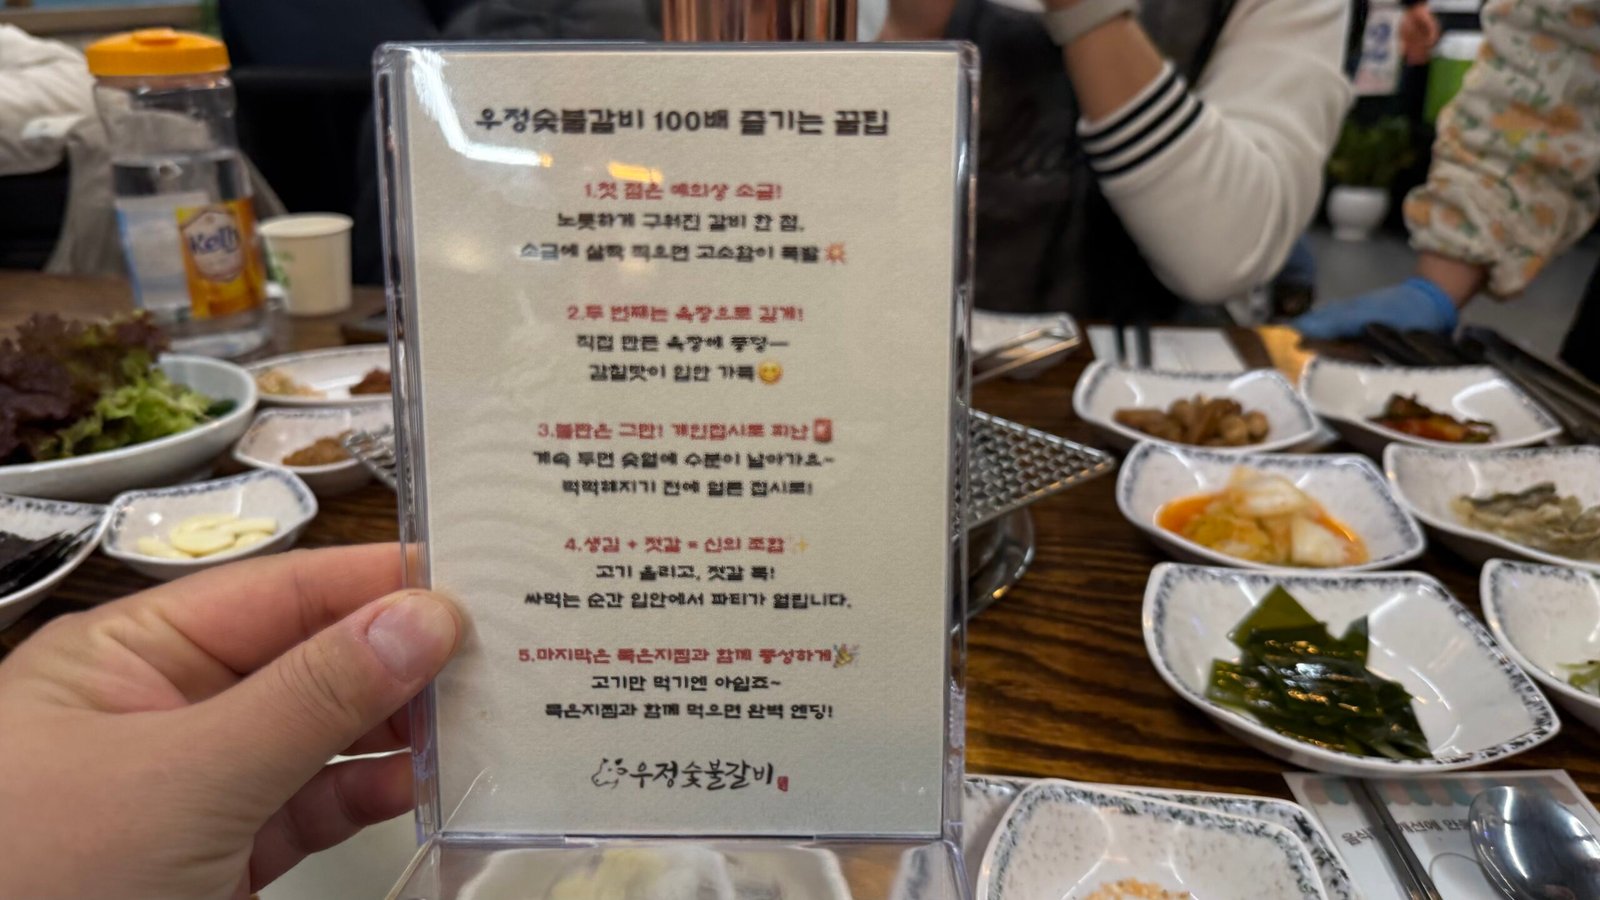 우정숯불갈비 100배 즐기는 꿀팁
1.첫 점은 예의상 소금!
노릇하게 구워진 갈비 한 점,
소금에 살짝 찍으면 고소함이 폭발💥
2.두 번째는 육장으로 깊게!
직접 만든 육장에 퐁당—
감칠맛이 입안 가득😋
3.불판은 그만! 개인접시로 피난🧧
계속 두면 숯열에 수분이 날아가요~
떡떡해지기 전에 얼른 접시로!
4.생김 + 젓갈 = 신의 조합✨
고기 올리고, 젓갈 톡!
싸먹는 순간 입안에서 파티가 열립니다.
5.마지막은 묵은지찜과 함께 풍성하게🎉
고기만 먹기엔 아쉽죠~
묵은지찜과 함께 먹으면 완벽 엔딩!
우정숯불갈비
Kelly